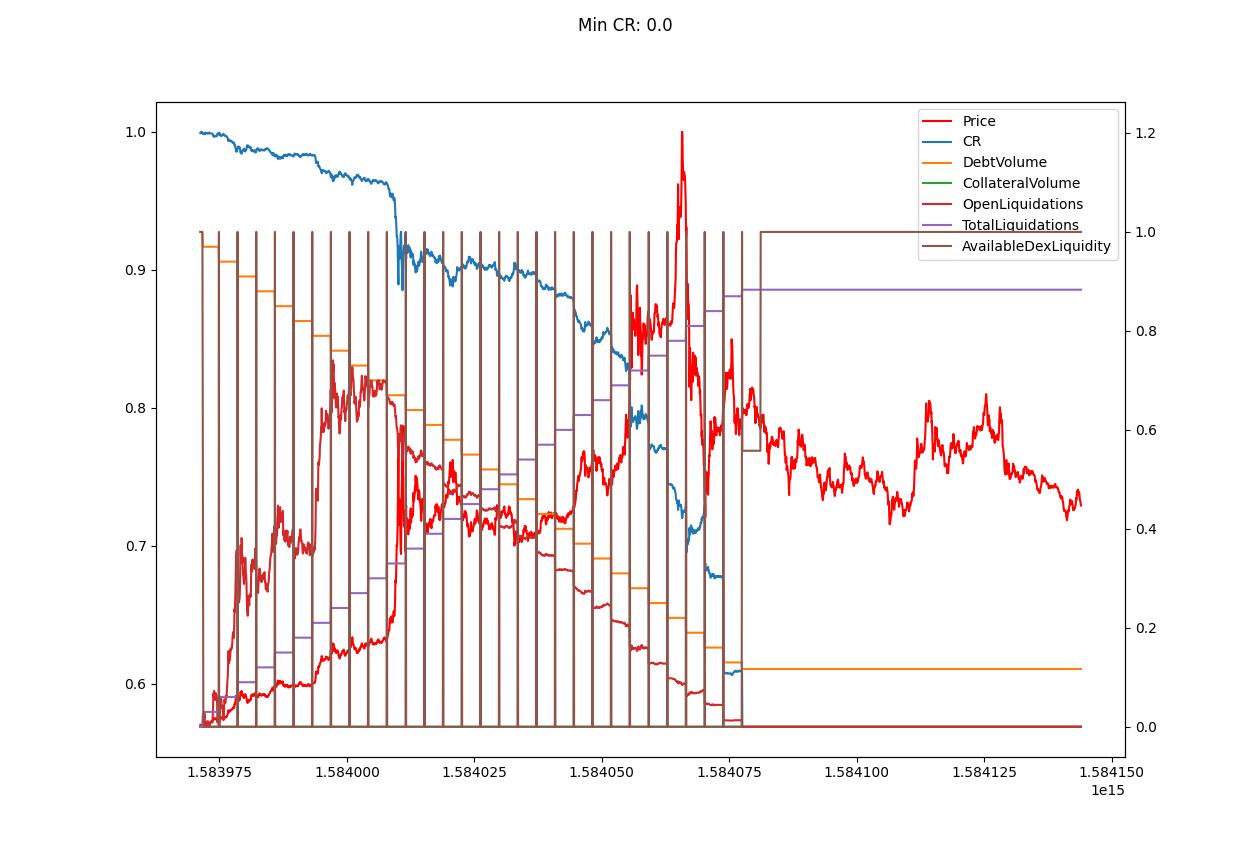 Min CR: 0.0
1.0
0.9
0.8
0.7
0.6
1.2
1.0
0.8
0.6
0.4
0.2
0.0
Price
CR
DebtVolume
CollateralVolume
OpenLiquidations
TotalLiquidations
AvailableDexLiquidity
1.583975 1.584000 1.584025 1.584050 1.584075 1.584100 1.584125 1.584150
1e15